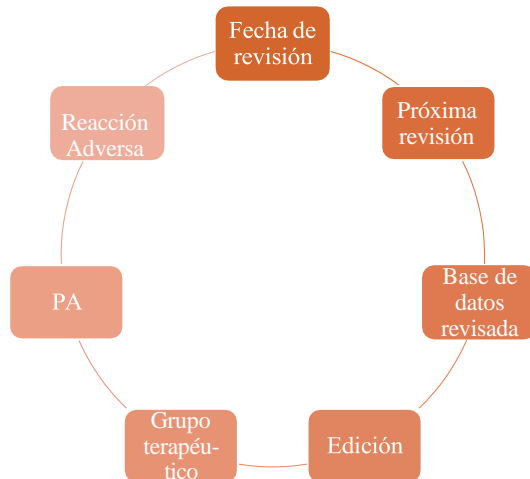 Fecha de
revisión
Próxima
revisión
Base de
datos
revisada
Edición
Grupo
terapéu-
tico
PA
Reacción
Adversa